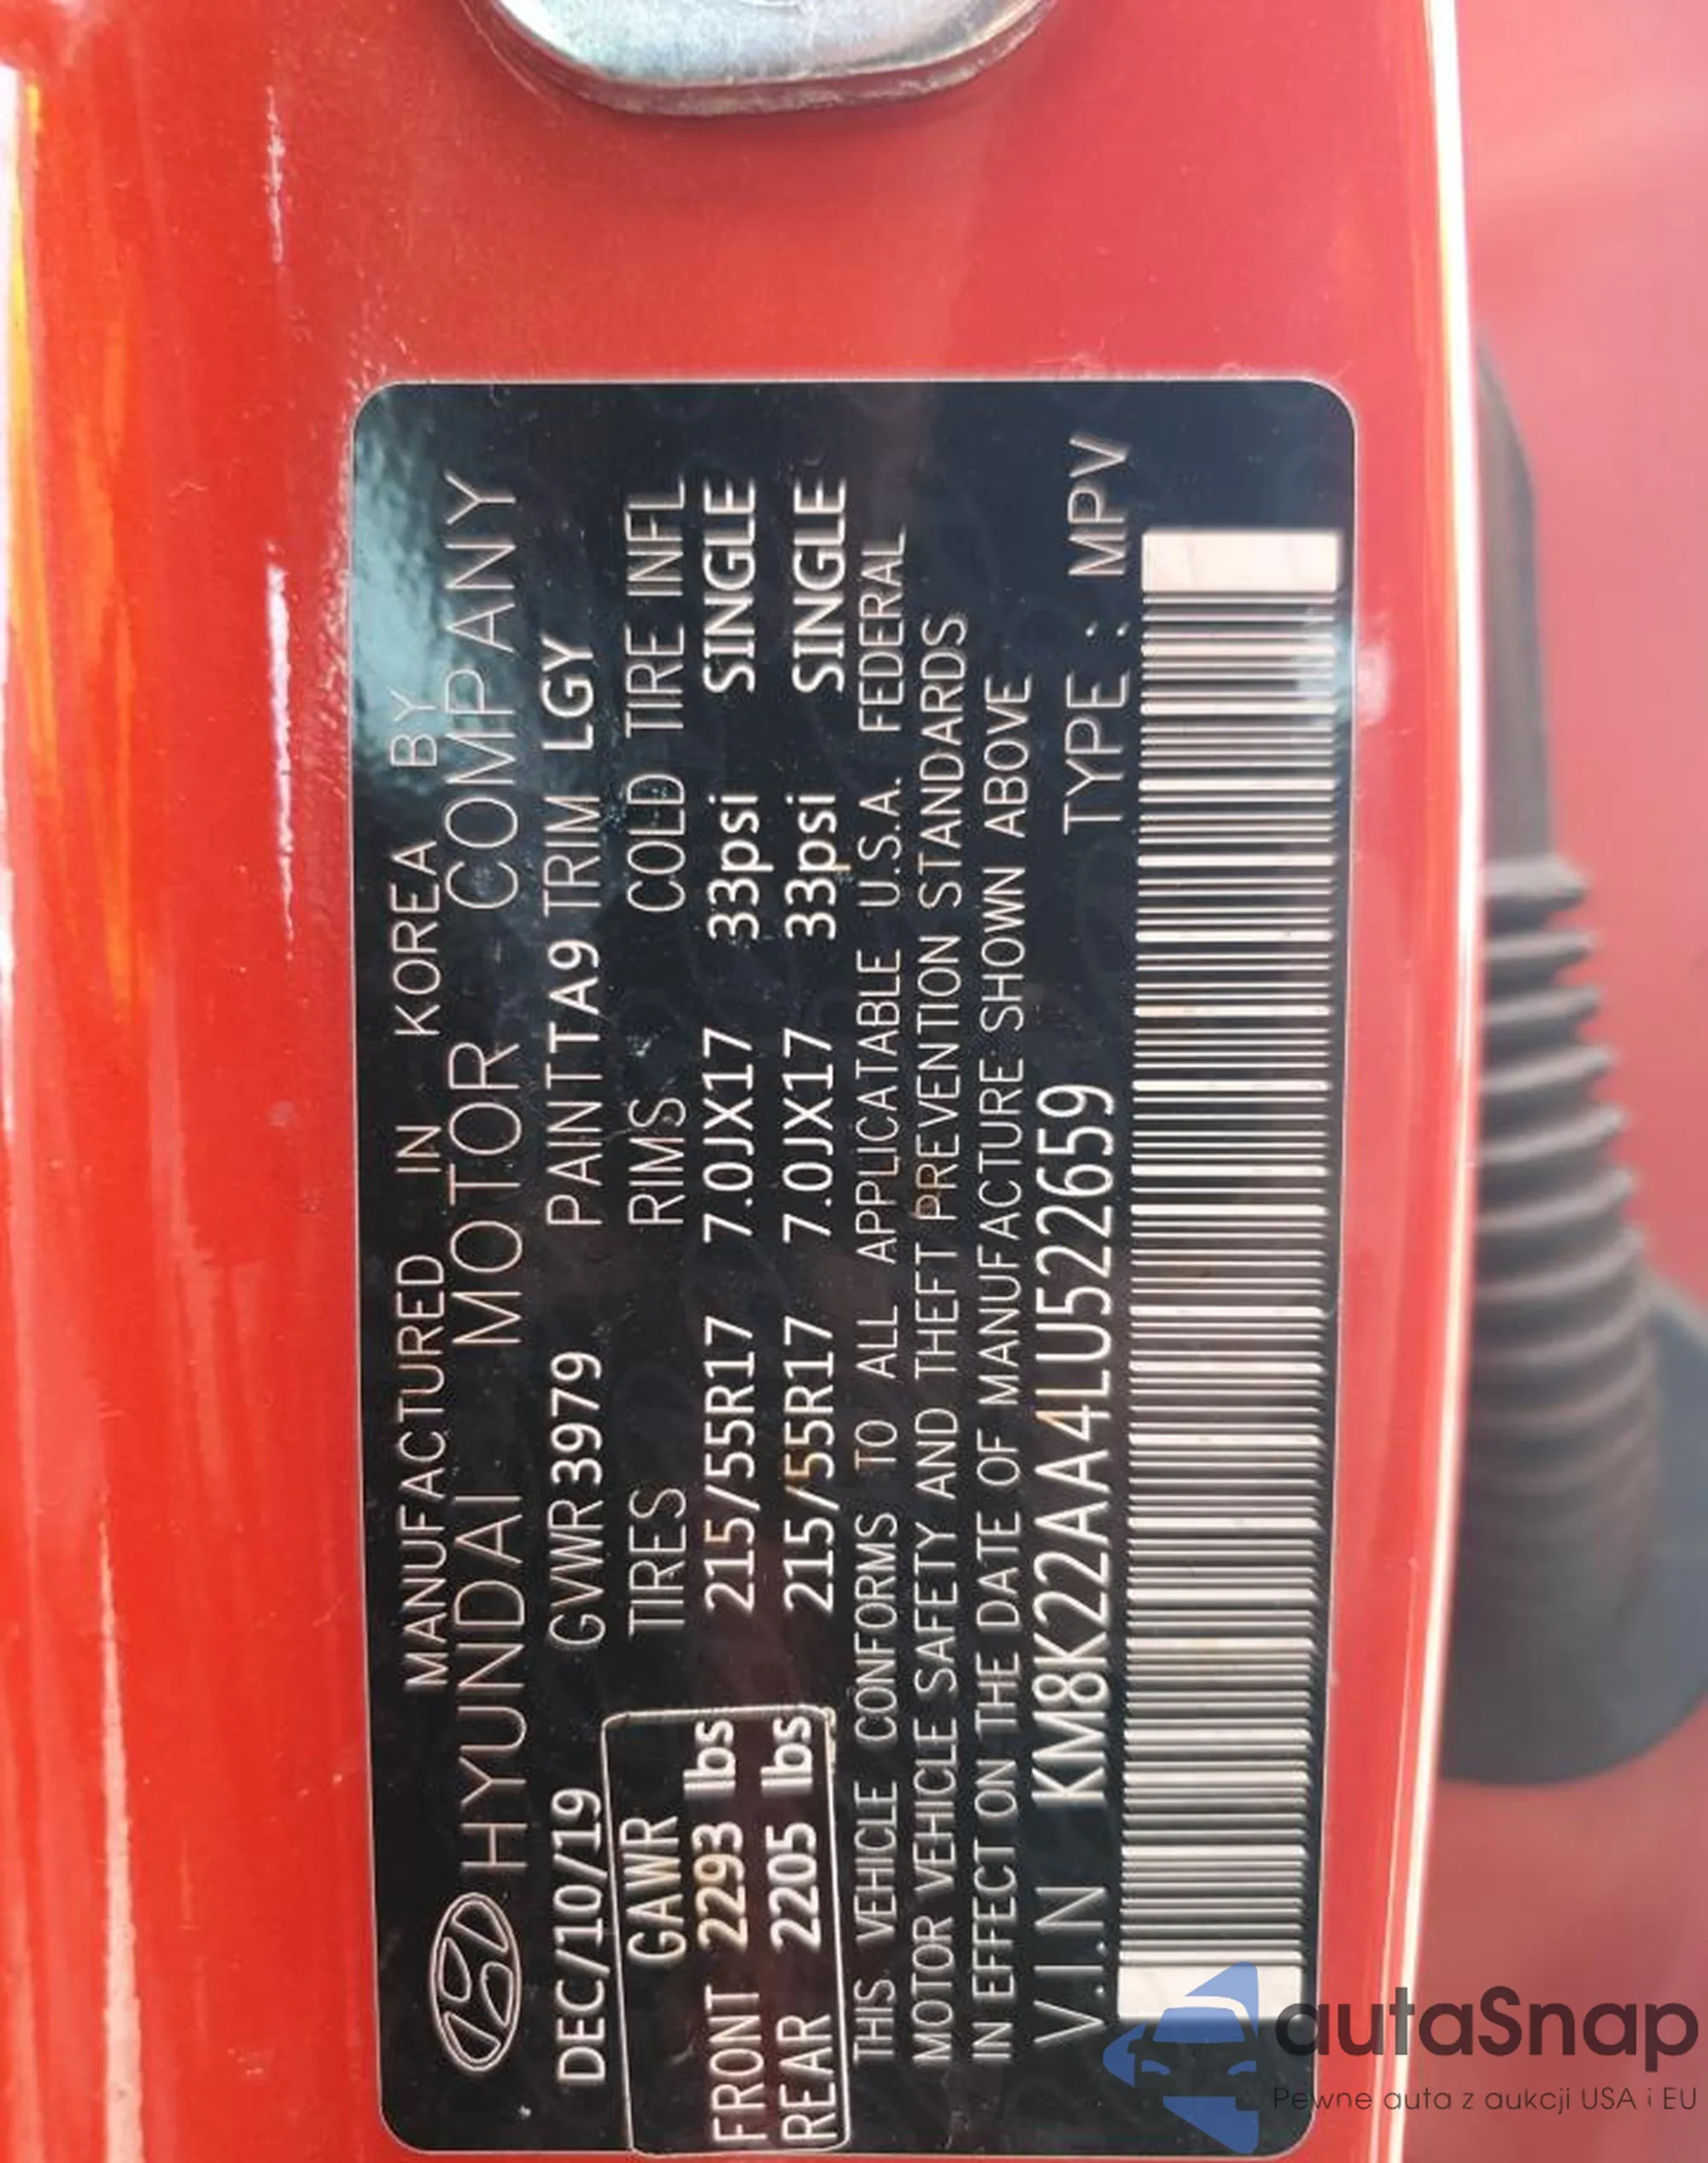 MANUFACTURED IN KOREA BY
HYUNDAI MOTOR COMPANY
DEC/10/19 GVWR 3979 PAINT TA9 TRIM LGY
GAWR TIRES RIMS COLD TIRE INFL
FRONT 2293 lbs 215/55R17 7.0JX17 33psi SINGLE
REAR 2205 lbs 215/55R17 7.0JX17 33psi SINGLE
THIS VEHICLE CONFORMS TO ALL APPLICATABLE U.S.A. FEDERAL
MOTOR VEHICLE SAFETY AND THEFT PREVENTION STANDARDS
IN EFFECT ON THE DATE OF MANUFACTURE SHOWN ABOVE
V.I.N KM8K22AA4LU522659 TYPE : MPV
autaSnap
Pewne auta z aukcji USA i EU